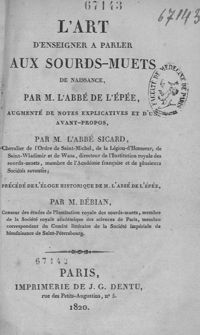 67143
67143
L'ART
D'ENSEIGNER A PARLER
AUX SOURDS-MUETS
DE NAISSANCE,
PAR M. L'ABBÉ DE L'ÉPÉE,
AUGMENTÉ DE NOTES EXPLICATIVES ET D'UN
AVANT-PROPOS,
PAR M. L'ABBÉ SICARD,
Chevalier de l'Ordre de Saint-Michel, de la Légion-d'Honneur, de
Saint-Wladimir et de Wasa, directeur de l'Institution royale des
sourds-muets, membre de l'Académie française et de plusieurs
Sociétés savantes;
PRÉCÉDÉ DE L'ÉLOGE HISTORIQUE DE M. L'ABBÉ DE L'ÉPÉE,
PAR M. BÉBIAN,
Censeur des études de l'Institution royale des sourds-muets, membre
de la Société royale académique des sciences de Paris, membre
correspondant du Comité littéraire de la Société impériale de
bienfaisance de Saint-Pétersbourg.
67143
PARIS,
IMPRIMERIE DE J. G. DENTU,
rue des Petits-Augustins, n° 5.
1820.